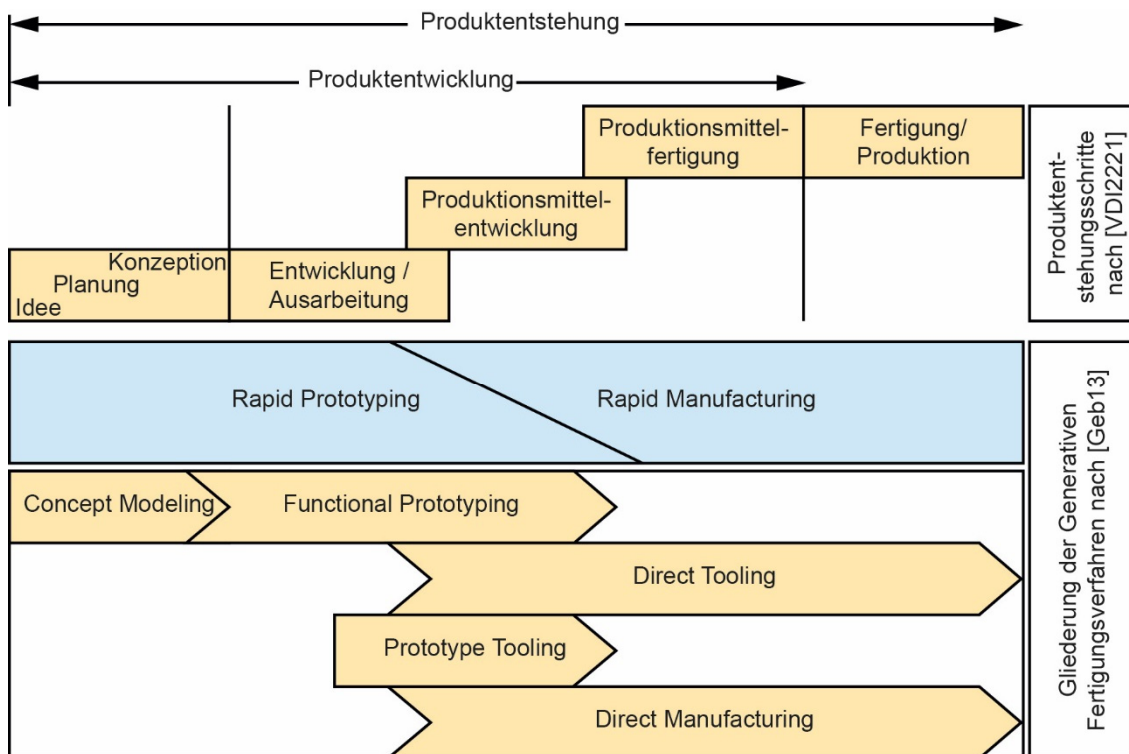 Produktentstehung
Produktentwicklung
Produktionsmittel-
fertigung
Fertigung/
Produktion
Produktionsmittel-
entwicklung
Konzeption
Planung
Idee
Entwicklung /
Ausarbeitung
Produktent-
stehungsschritte
nach [VDI2221]
Rapid Prototyping
Rapid Manufacturing
Concept Modeling
Functional Prototyping
Direct Tooling
Prototype Tooling
Direct Manufacturing
Gliederung der Generativen
Fertigungsverfahren nach [Geb13]